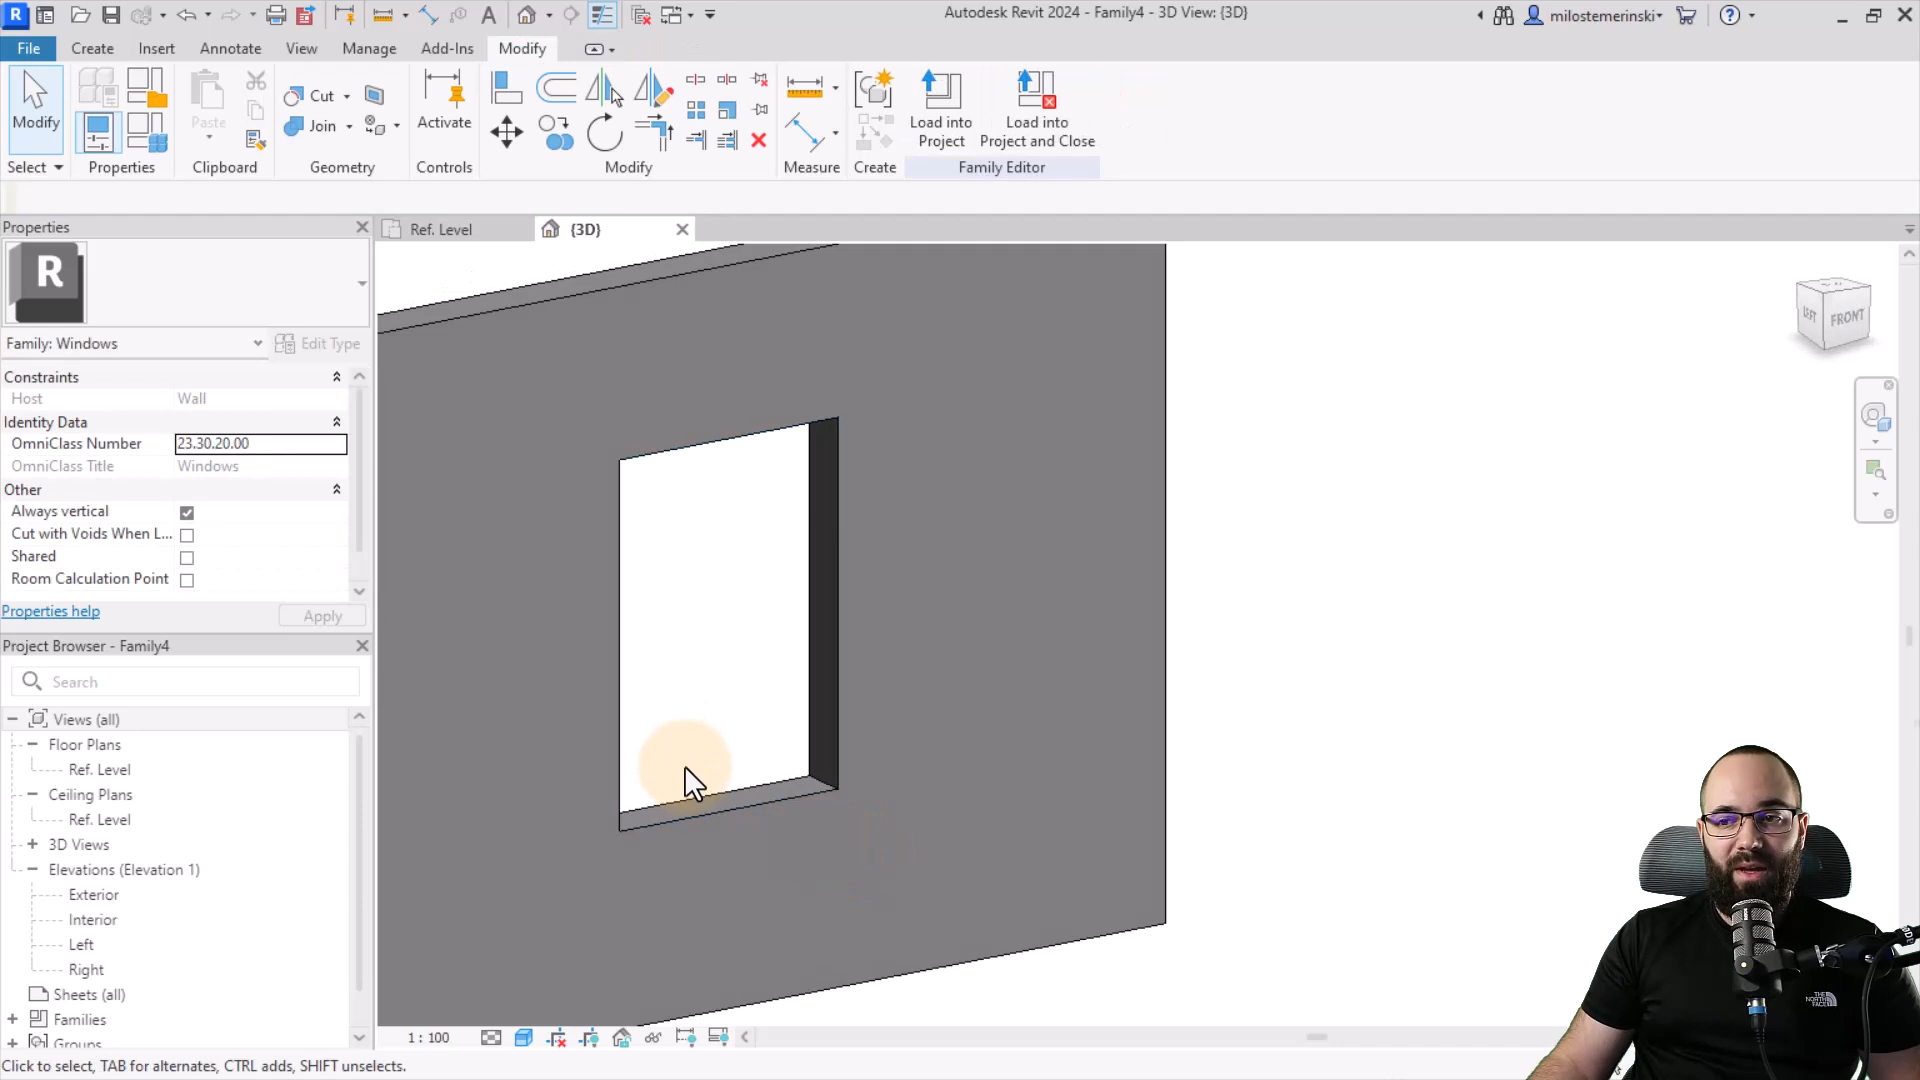 Autodesk Revit 2024 - Family4 - 3D View: {3D}
milostemerinski
File
Create
Insert
Annotate
View
Manage
Add-Ins
Modify
Modify
Paste
Cut
Join
Activate
Load into
Project
Load into
Project and Close
Select
Properties
Clipboard
Geometry
Controls
Modify
Measure
Create
Family Editor
Properties
Ref. Level
{3D}
R
Family: Windows
Edit Type
Constraints
Host
Wall
Identity Data
OmniClass Number
23.30.20.00
OmniClass Title
Windows
Other
Always vertical
Cut with Voids When L...
Shared
Room Calculation Point
Properties help
Apply
Project Browser - Family4
Search
Views (all)
Floor Plans
Ref. Level
Ceiling Plans
Ref. Level
3D Views
Elevations (Elevation 1)
Exterior
Interior
Left
Right
Sheets (all)
Families
Groups
LEFT
FRONT
1 : 100
Click to select, TAB for alternates, CTRL adds, SHIFT unselects.
THE
NORTH
FACE